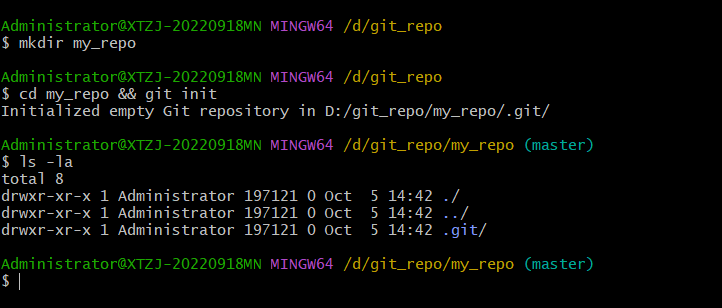 Administrator@XTZJ-20220918MN MINGW64 /d/git_repo
$ mkdir my_repo
Administrator@XTZJ-20220918MN MINGW64 /d/git_repo
$ cd my_repo && git init
Initialized empty Git repository in D:/git_repo/my_repo/.git/
Administrator@XTZJ-20220918MN MINGW64 /d/git_repo/my_repo (master)
$ ls -la
total 8
drwxr-xr-x 1 Administrator 197121 0 Oct  5 14:42 ./
drwxr-xr-x 1 Administrator 197121 0 Oct  5 14:42 ../
drwxr-xr-x 1 Administrator 197121 0 Oct  5 14:42 .git/
Administrator@XTZJ-20220918MN MINGW64 /d/git_repo/my_repo (master)
$